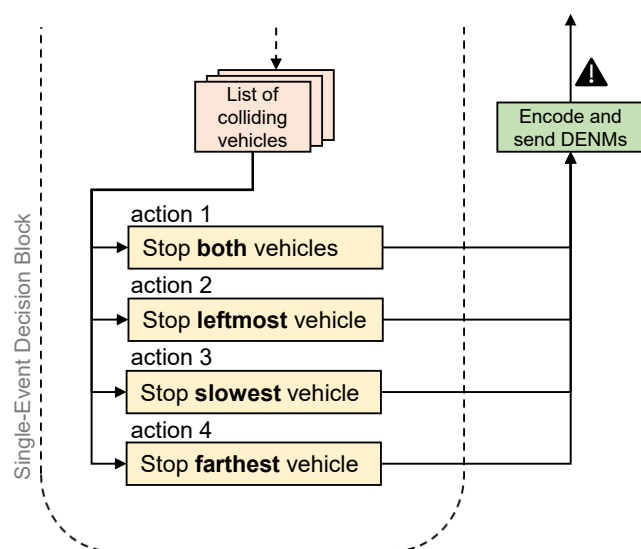 List of
colliding
vehicles
Encode and
send DENMs
Single-Event Decision Block
action 1
Stop both vehicles
action 2
Stop leftmost vehicle
action 3
Stop slowest vehicle
action 4
Stop farthest vehicle